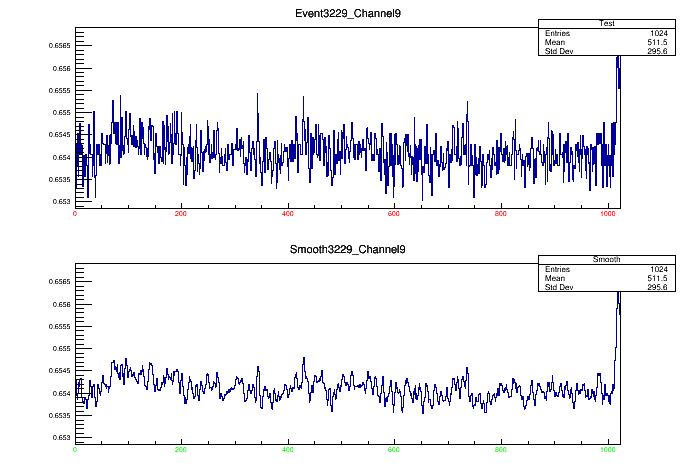 Event3229_Channel9
Test
Entries 1024
Mean 511.5
Std Dev 295.6
0.6565
0.656
0.6555
0.655
0.6545
0.654
0.6535
0.653
0 200 400 600 800 1000
Smooth3229_Channel9
Smooth
Entries 1024
Mean 511.5
Std Dev 295.6
0.6565
0.656
0.6555
0.655
0.6545
0.654
0.6535
0.653
0 200 400 600 800 1000